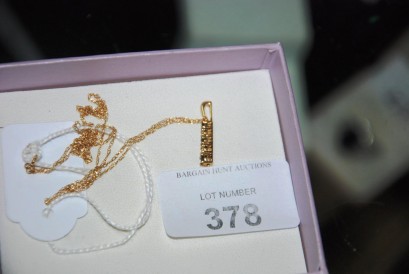 BARGAIN HUNT AUCTIONS
LOT NUMBER
378